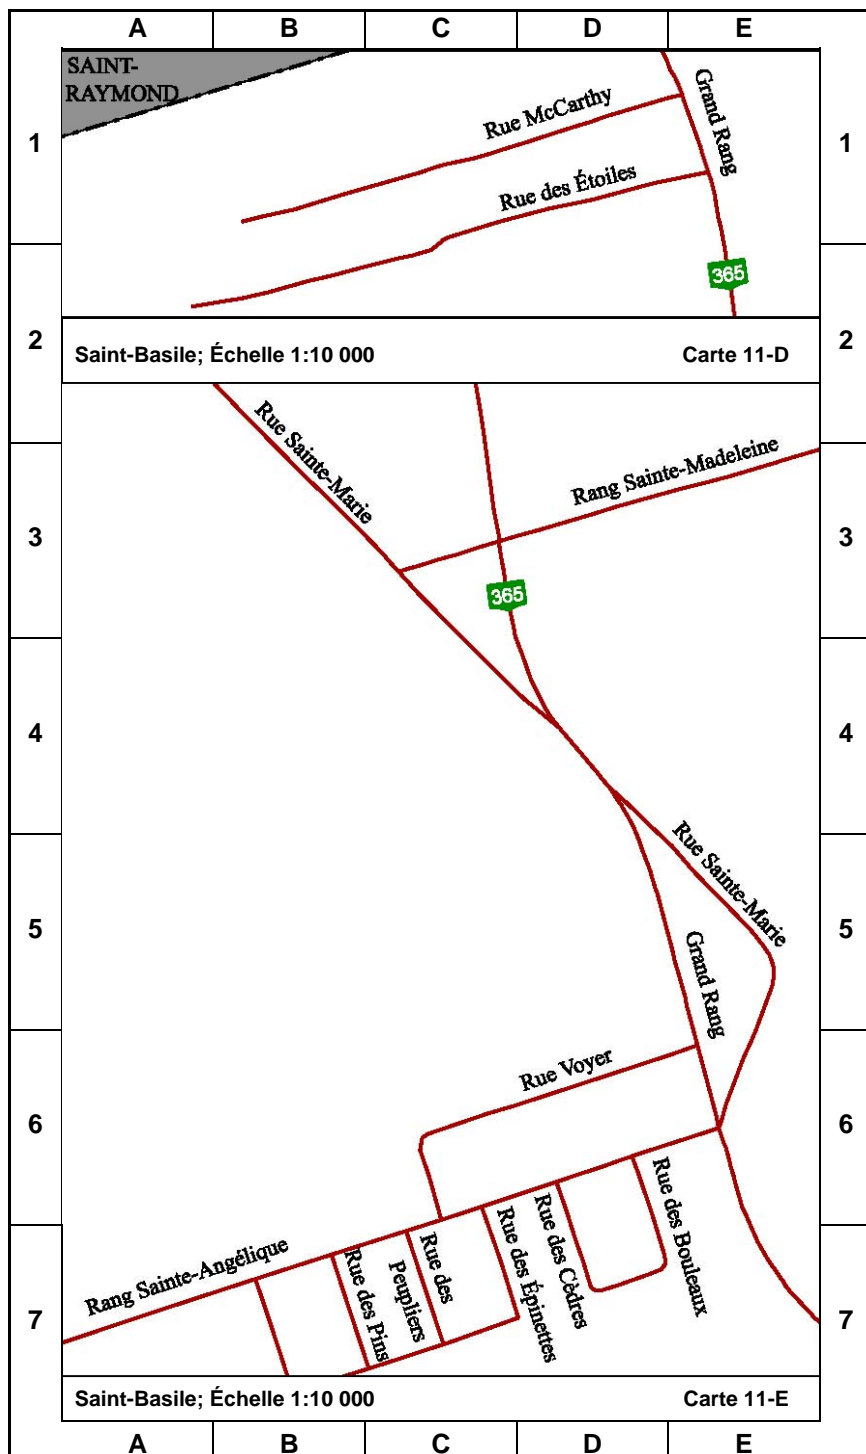 A B C D E
SAINT-
RAYMOND
Rue McCarthy
Grand Rang
1 1
Rue des Étoiles
365
2 2
Saint-Basile; Échelle 1:10 000 Carte 11-D
Rue Sainte-Marie
Rang Sainte-Madeleine
3 3
365
4 4
Rue Sainte-Marie
5 5
Grand Rang
Rue Voyer
6 6
Rue des Bouleaux
Rue des Cèdres
Rue des Épinettes
Rue des
Peupliers
Rue des Pins
Rang Sainte-Angélique
7 7
Saint-Basile; Échelle 1:10 000 Carte 11-E
A B C D E